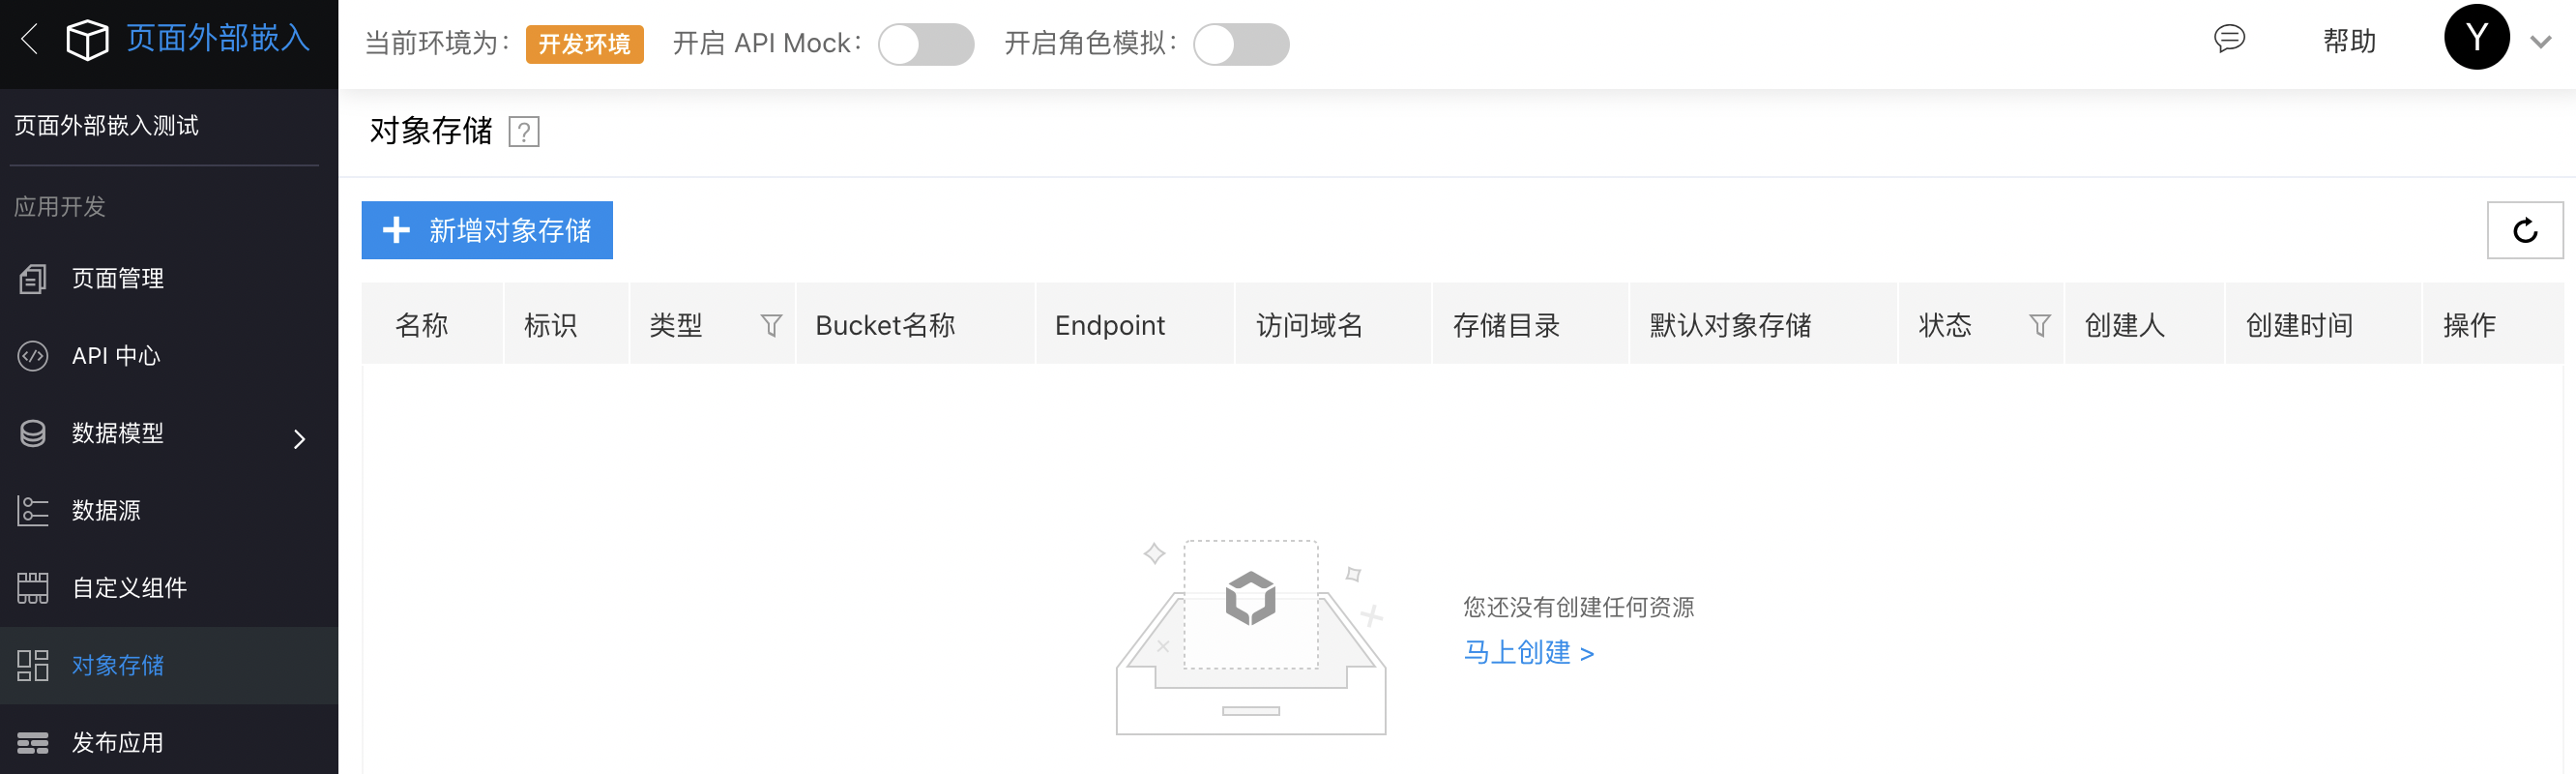 页面外部嵌入
当前环境为： 开发环境 开启 API Mock： 开启角色模拟： 帮助 Y
页面外部嵌入测试
应用开发
页面管理
API 中心
数据模型
数据源
自定义组件
对象存储
发布应用
对象存储 ?
新增对象存储
名称 标识 类型 Bucket名称 Endpoint 访问域名 存储目录 默认对象存储 状态 创建人 创建时间 操作
您还没有创建任何资源
马上创建 >